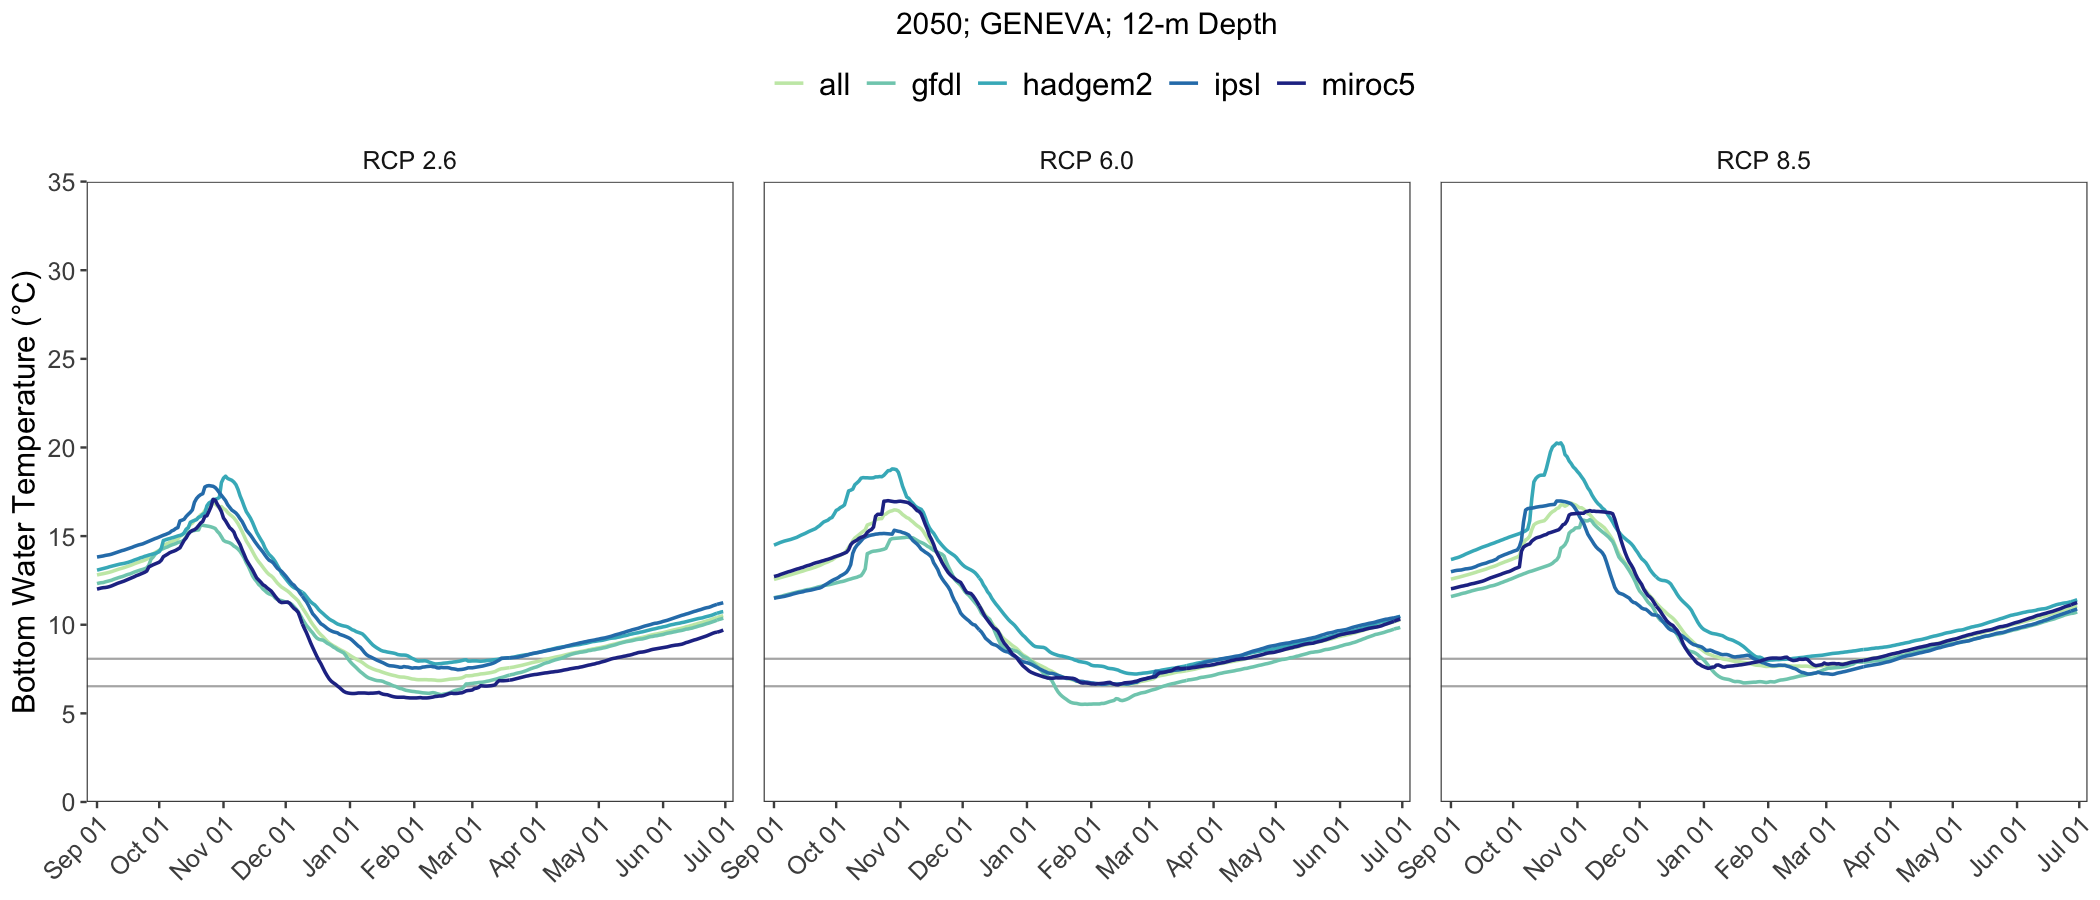 2050; GENEVA; 12-m Depth
all gfdl hadgem2 ipsl miroc5
RCP 2.6 RCP 6.0 RCP 8.5
Bottom Water Temperature (°C)
35
30
25
20
15
10
5
0
Sep 01 Oct 01 Nov 01 Dec 01 Jan 01 Feb 01 Mar 01 Apr 01 May 01 Jun 01 Jul 01 Sep 01 Oct 01 Nov 01 Dec 01 Jan 01 Feb 01 Mar 01 Apr 01 May 01 Jun 01 Jul 01 Sep 01 Oct 01 Nov 01 Dec 01 Jan 01 Feb 01 Mar 01 Apr 01 May 01 Jun 01 Jul 01